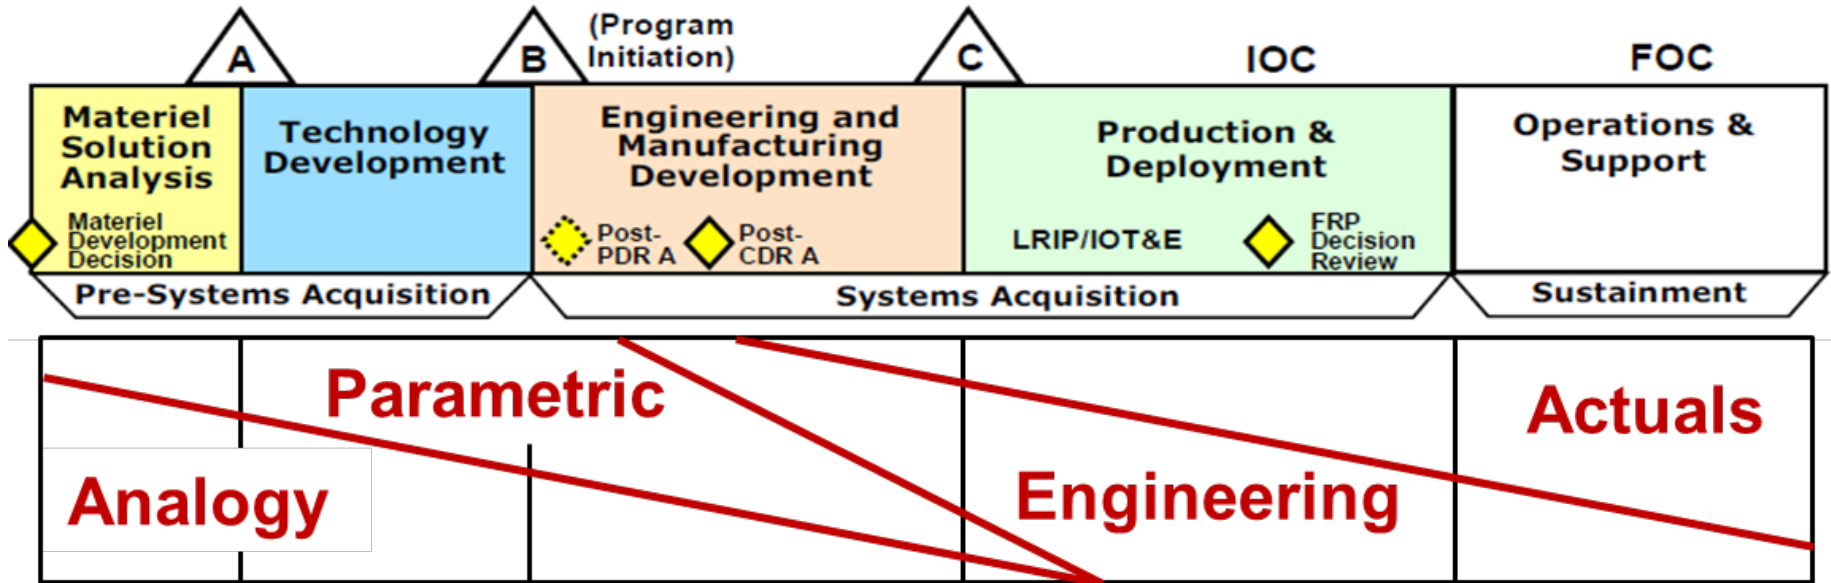 A
B
(Program
Initiation)
C
IOC
FOC
Materiel
Solution
Analysis
Technology
Development
Engineering and
Manufacturing
Development
Production &
Deployment
Operations &
Support
Materiel
Development
Decision
Post-
PDR A
Post-
CDR A
LRIP/IOT&E
FRP
Decision
Review
Pre-Systems Acquisition
Systems Acquisition
Sustainment
Parametric
Actuals
Analogy
Engineering